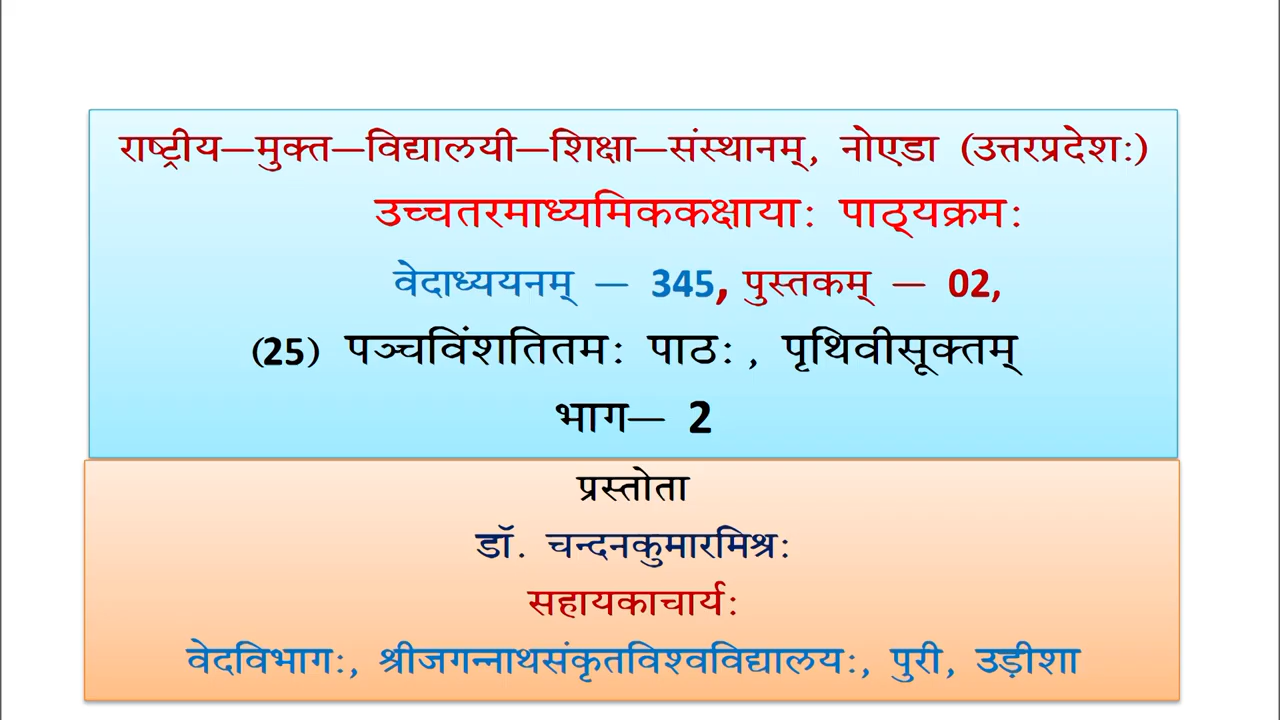 राष्ट्रीय—मुक्त—विद्यालयी—शिक्षा—संस्थानम्, नोएडा (उत्तरप्रदेशः)
उच्चतरमाध्यमिककक्षायाः पाठ्यक्रमः
वेदाध्ययनम् — 345, पुस्तकम् — 02,
(25) पञ्चविंशतितमः पाठः, पृथिवीसूक्तम्
भाग— 2
प्रस्तोता
डॉ. चन्दनकुमारमिश्रः
सहायकाचार्यः
वेदविभागः, श्रीजगन्नाथसंकृतविश्वविद्यालयः, पुरी, उड़ीशा